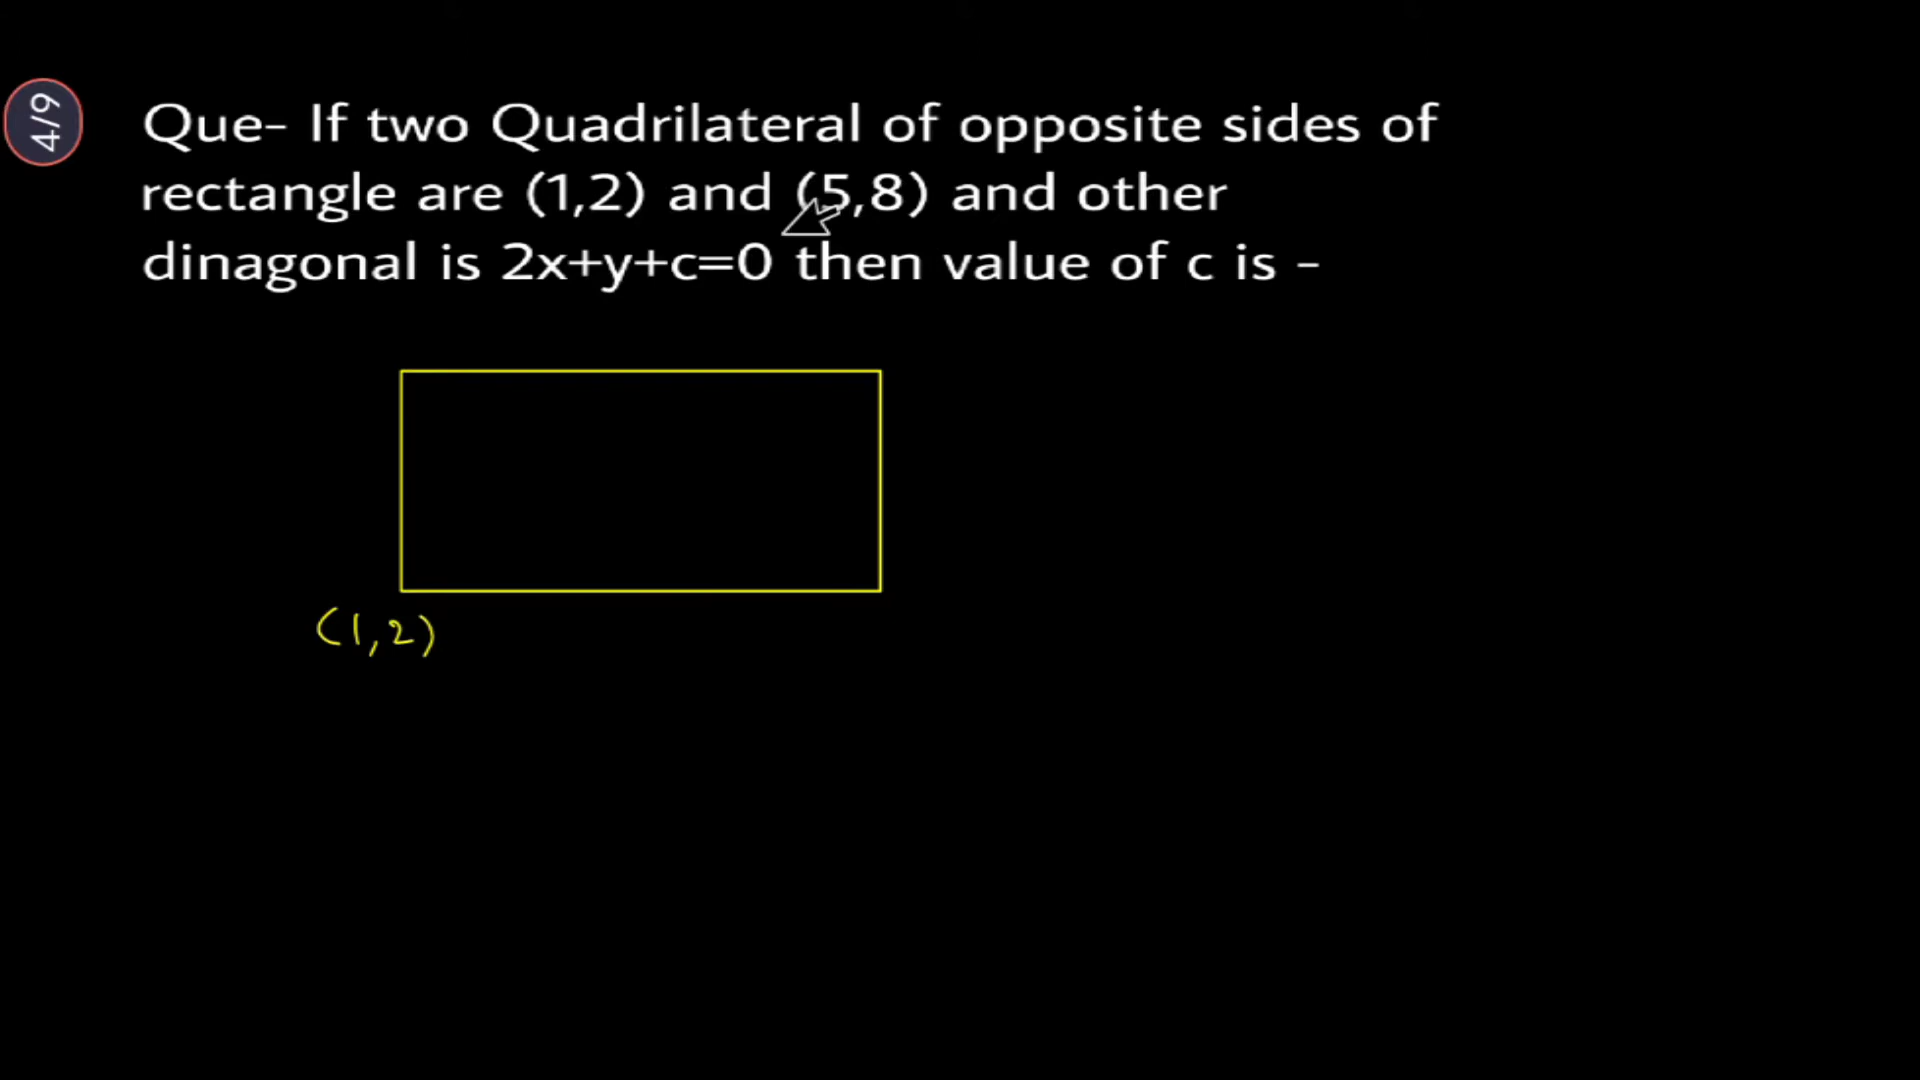 4/9
Que- If two Quadrilateral of opposite sides of
rectangle are (1,2) and (5,8) and other
dinagonal is 2x+y+c=0 then value of c is -
(1,2)